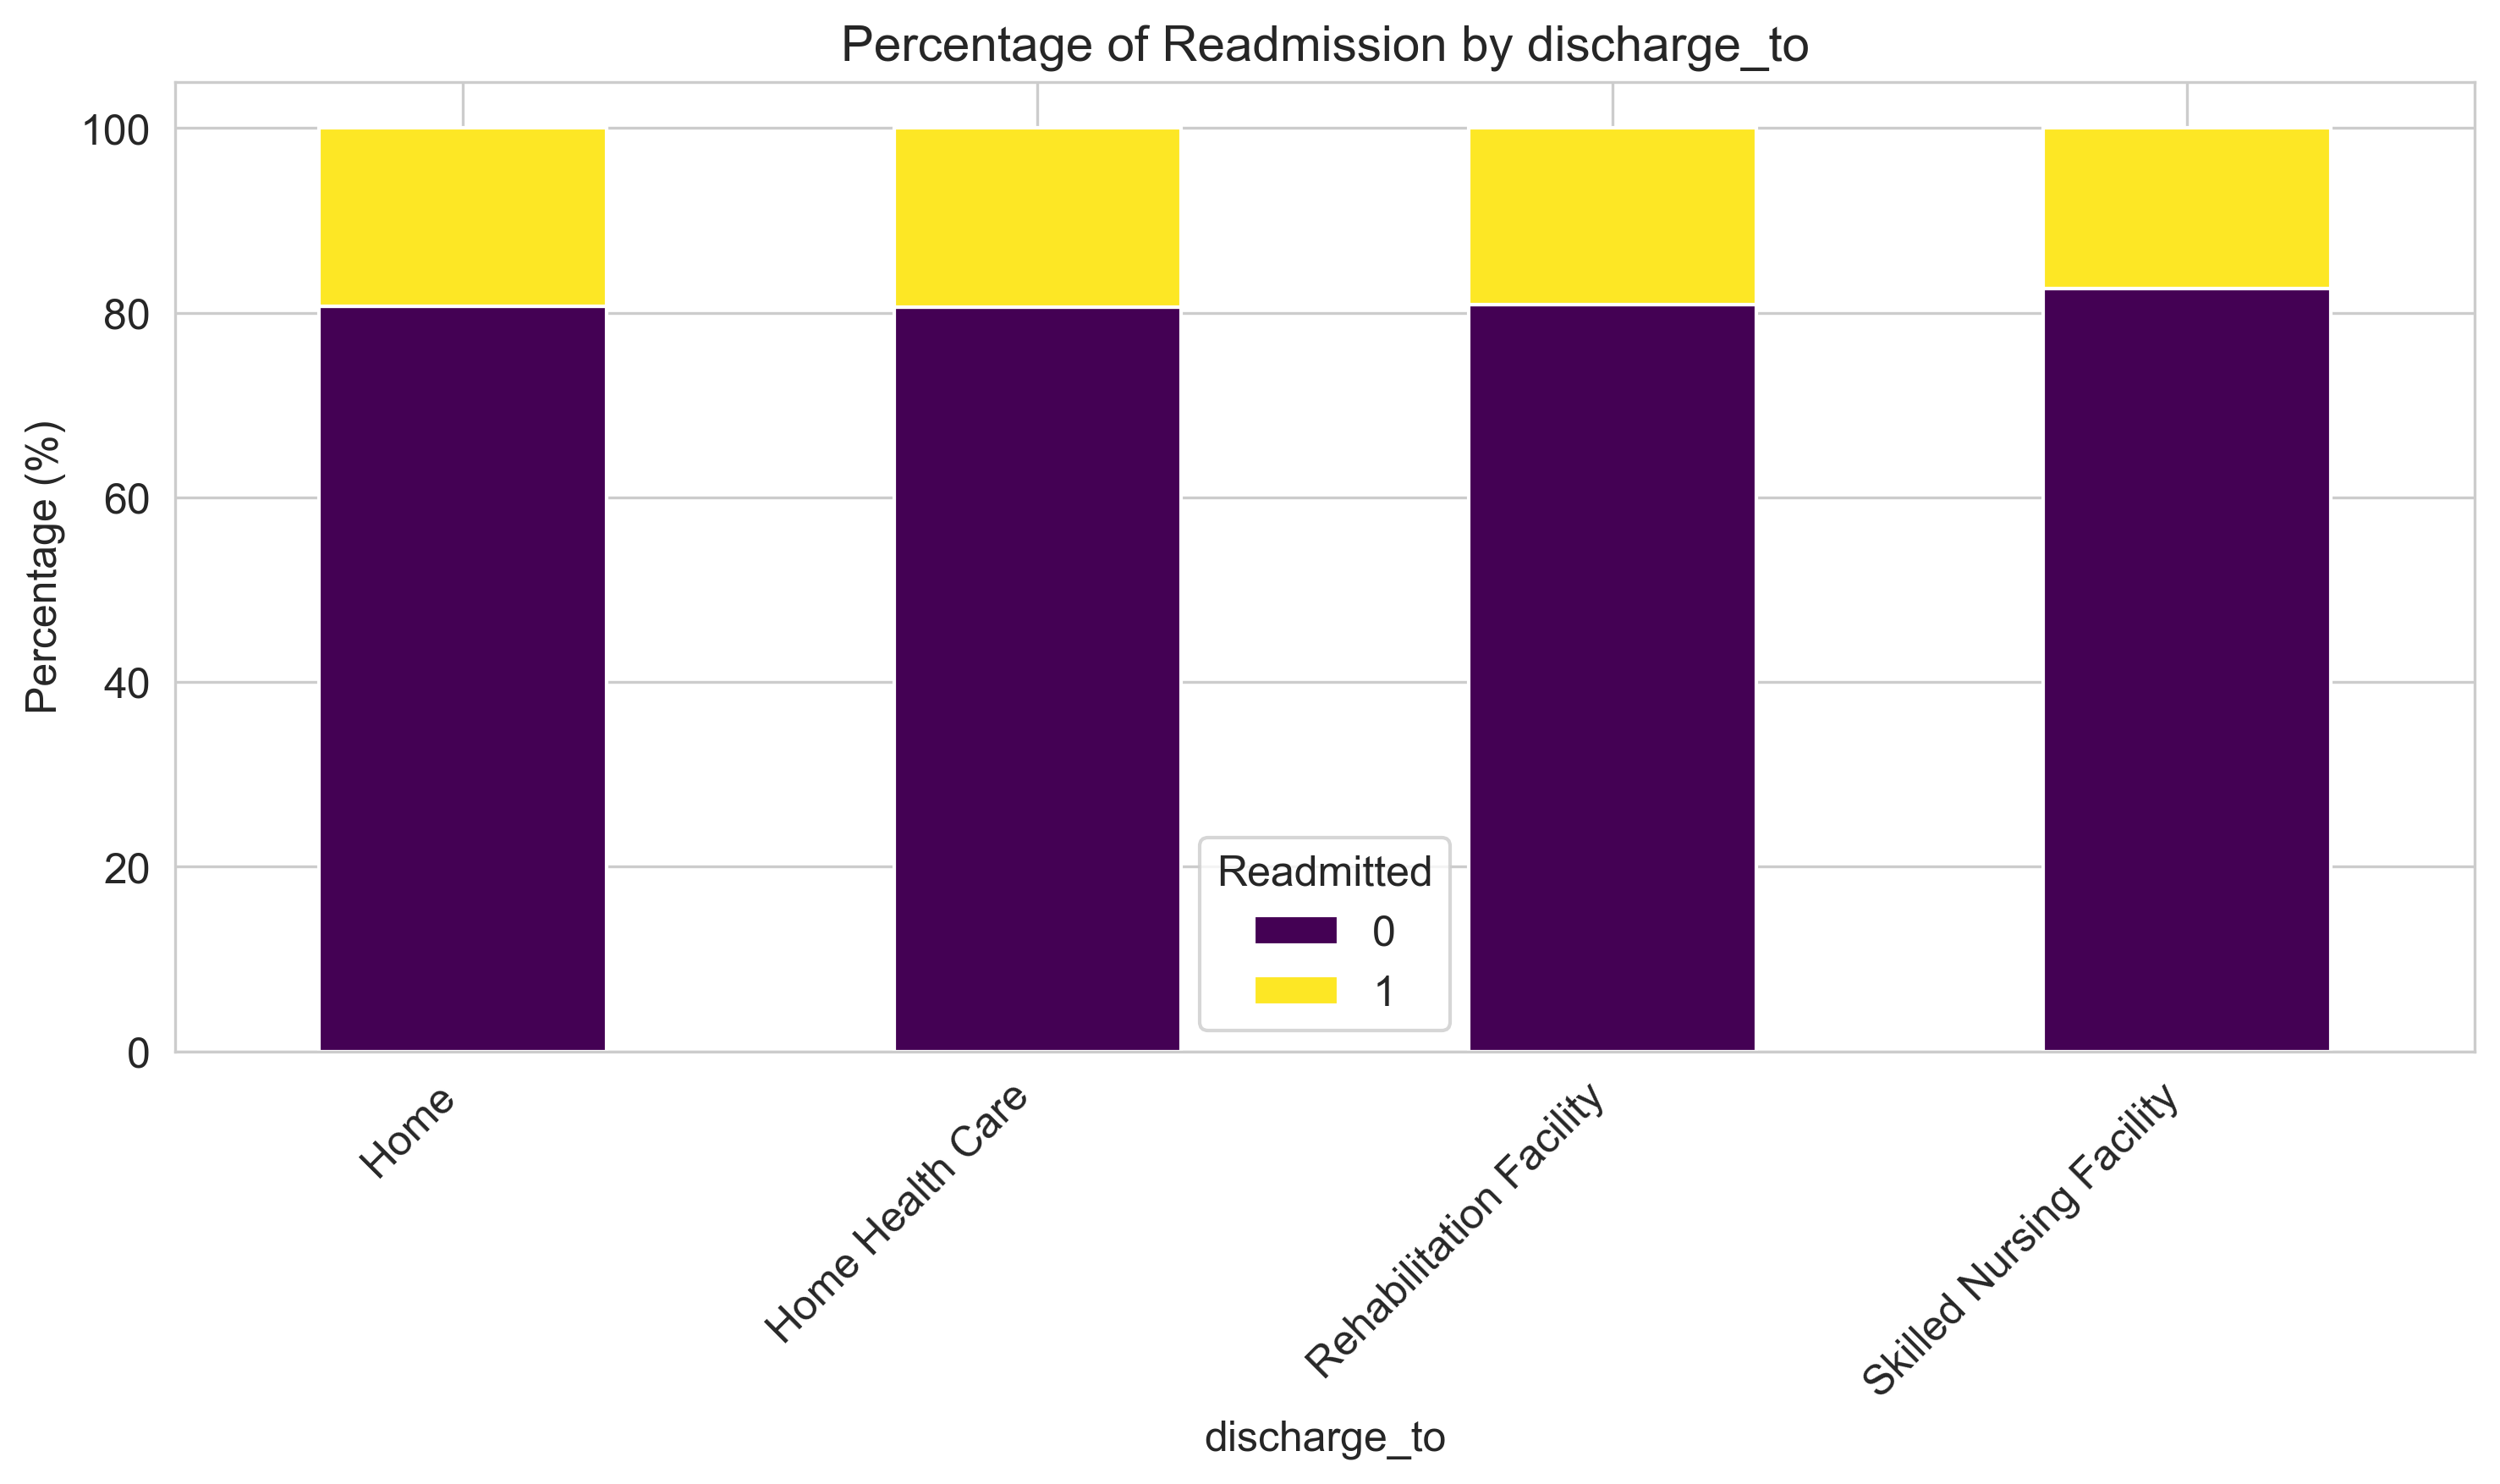 Percentage of Readmission by discharge_to
Percentage (%)
100
80
60
40
20
0
Readmitted
0
1
Home
Home Health Care
Rehabilitation Facility
Skilled Nursing Facility
discharge_to